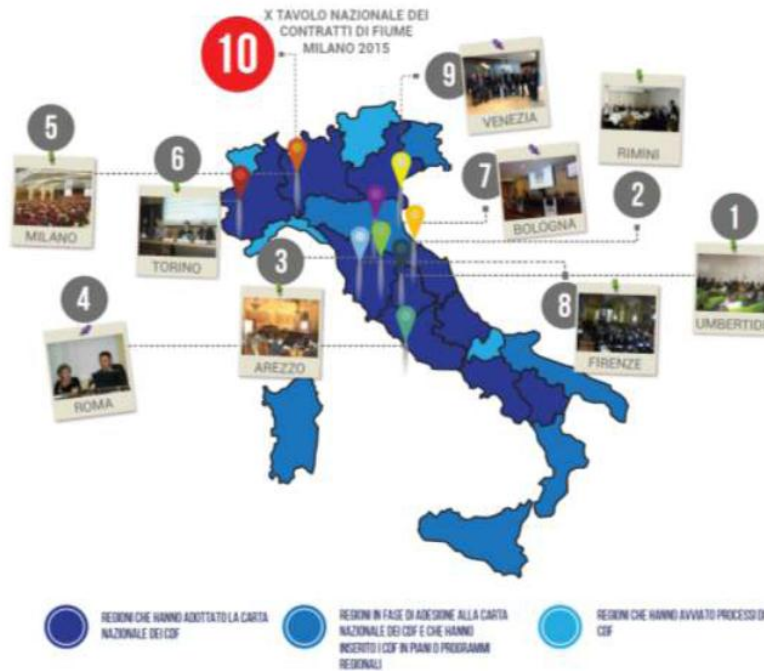 X TAVOLO NAZIONALE DEI
CONTRATTI DI FIUME
MILANO 2015
10
9
VENEZIA
RIMINI
5
MILANO
6
TORINO
7
BOLOGNA
2
1
UMBERTIDE
3
AREZZO
4
ROMA
8
FIRENZE
REGIONI CHE HANNO ADOTTATO LA CARTA
NAZIONALE DEI CDF
REGIONI IN FASE DI ADESIONE ALLA CARTA
NAZIONALE DEI CDF E CHE HANNO
INSERITO I CDF IN PIANI O PROGRAMMI
REGIONALI
REGIONI CHE HANNO AVVIATO PROCESSI DI
CDF